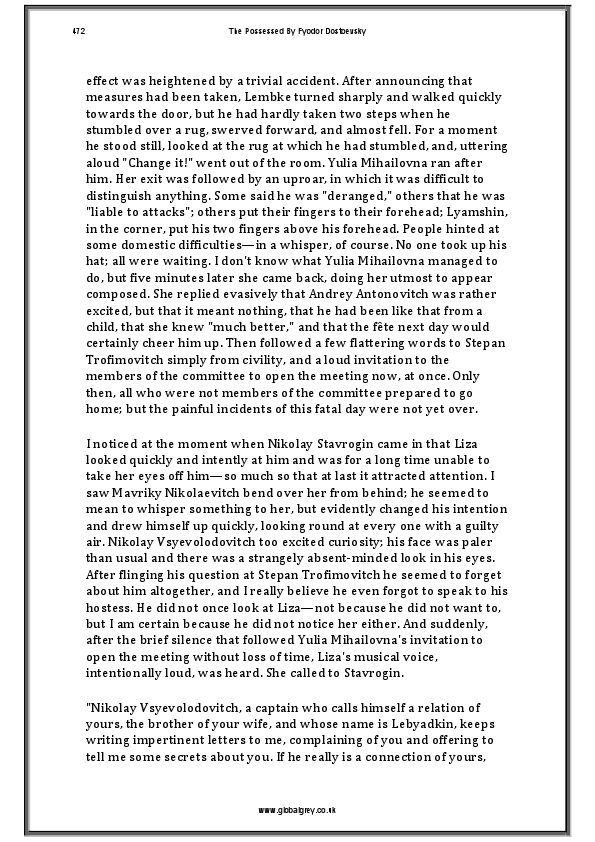 472
The Possessed By Fyodor Dostoevsky
effect was heightened by a trivial accident. After announcing that
measures had been taken, Lembke turned sharply and walked quickly
towards the door, but he had hardly taken two steps when he
stumbled over a rug, swerved forward, and almost fell. For a moment
he stood still, looked at the rug at which he had stumbled, and, uttering
aloud "Change it!" went out of the room. Yulia Mihailovna ran after
him. Her exit was followed by an uproar, in which it was difficult to
distinguish anything. Some said he was "deranged," others that he was
"liable to attacks"; others put their fingers to their forehead; Lyamshin,
in the corner, put his two fingers above his forehead. People hinted at
some domestic difficulties—in a whisper, of course. No one took up his
hat; all were waiting. I don't know what Yulia Mihailovna managed to
do, but five minutes later she came back, doing her utmost to appear
composed. She replied evasively that Andrey Antonovitch was rather
excited, but that it meant nothing, that he had been like that from a
child, that she knew "much better," and that the fête next day would
certainly cheer him up. Then followed a few flattering words to Stepan
Trofimovitch simply from civility, and a loud invitation to the
members of the committee to open the meeting now, at once. Only
then, all who were not members of the committee prepared to go
home; but the painful incidents of this fatal day were not yet over.
I noticed at the moment when Nikolay Stavrogin came in that Liza
looked quickly and intently at him and was for a long time unable to
take her eyes off him—so much so that at last it attracted attention. I
saw Mavriky Nikolaevitch bend over her from behind; he seemed to
mean to whisper something to her, but evidently changed his intention
and drew himself up quickly, looking round at every one with a guilty
air. Nikolay Vsyevolodovitch too excited curiosity; his face was paler
than usual and there was a strangely absent-minded look in his eyes.
After flinging his question at Stepan Trofimovitch he seemed to forget
about him altogether, and I really believe he even forgot to speak to his
hostess. He did not once look at Liza—not because he did not want to,
but I am certain because he did not notice her either. And suddenly,
after the brief silence that followed Yulia Mihailovna's invitation to
open the meeting without loss of time, Liza's musical voice,
intentionally loud, was heard. She called to Stavrogin.
"Nikolay Vsyevolodovitch, a captain who calls himself a relation of
yours, the brother of your wife, and whose name is Lebyadkin, keeps
writing impertinent letters to me, complaining of you and offering to
tell me some secrets about you. If he really is a connection of yours,
www.globalgrey.co.uk